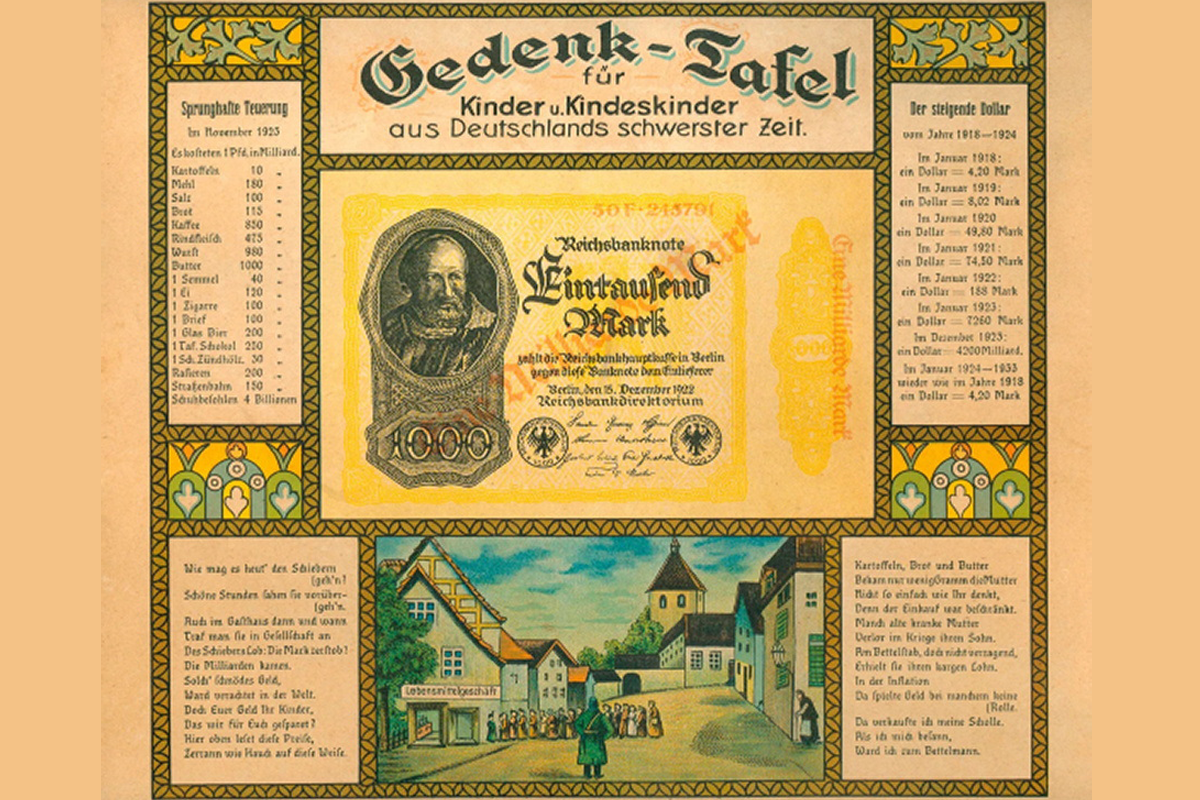 Gedenk-Tafel
für
Kinder u. Kindeskinder
aus Deutschlands schwerster Zeit.
Sprunghafte Teuerung
Im November 1923
Es kosteten 1 Pfd. in Milliard.
Kartoffeln 10 "
Mehl 180 "
Salz 100 "
Brot 115 "
Kaffee 850 "
Rindfleisch 475 "
Wurst 980 "
Butter 1000 "
1 Semmel 40 "
1 Ei 120 "
1 Zigarre 100 "
1 Brief 100 "
1 Glas Bier 200 "
1 Taf. Schokol 250 "
1 Sch. Zündhölz. 30 "
Rasieren 200 "
Straßenbahn 150 "
Schuhbesohlen 4 Billionen
50F·245791
Reichsbanknote
Eintausend
Mark
zahlt die Reichsbankhauptkasse in Berlin
gegen diese Banknote dem Einlieferer
Berlin, den 15. Dezember 1922
Reichsbankdirektorium
1000
Eine Milliarde Mark
Der steigende Dollar
vom Jahre 1918—1924
Im Januar 1918:
ein Dollar = 4,20 Mark
Im Januar 1919:
ein Dollar = 8,02 Mark
Im Januar 1920
ein Dollar = 49,80 Mark
Im Januar 1921:
ein Dollar = 74,50 Mark
Im Januar 1922:
ein Dollar = 188 Mark
Im Januar 1923:
ein Dollar = 7260 Mark
Im Dezember 1923:
ein Dollar = 4200 Milliard.
Im Januar 1924—1933
wieder wie im Jahre 1918
ein Dollar = 4,20 Mark
Wie mag es heut' den Schiebern
[geh'n?
Schöne Stunden sahen sie vorüber-
[geh'n.
Auch im Gasthaus dann und wann
Traf man sie in Gesellschaft an
Des Schiebers Lob: Die Mark zerstob!
Die Milliarden kamen.
Solch' schnödes Geld,
Ward verachtet in der Welt.
Doch Euer Geld Ihr Kinder,
Das wir für Euch gesparet?
Hier oben leset diese Preise,
Zerrann wie Hauch auf diese Weise.
Lebensmittelgeschäft
Kartoffeln, Brot und Butter
Bekam nur wenig Gramm die Mutter
Nicht so einfach wie Ihr denkt,
Denn der Einkauf war beschränkt.
Manch alte kranke Mutter
Verlor im Kriege ihren Sohn.
Am Bettelstab, doch nicht verzagend,
Erhielt sie ihren kargen Lohn.
In der Inflation
Da spielte Geld bei manchem keine
[Rolle.
Da verkaufte ich meine Scholle.
Als ich mich besann,
Ward ich zum Bettelmann.